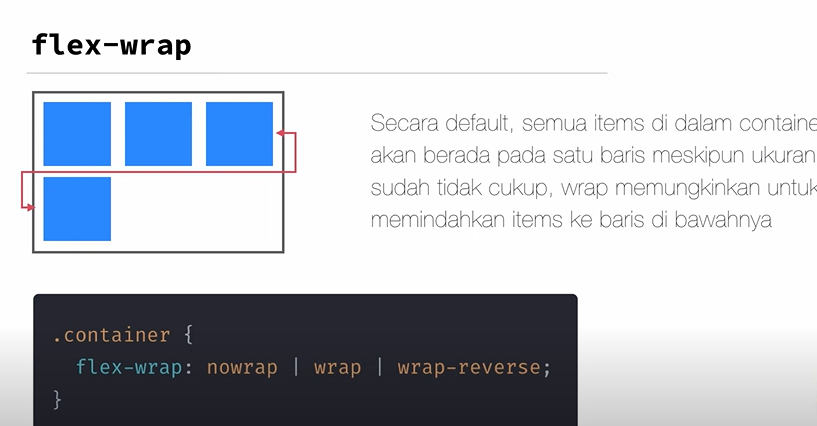 flex-wrap
Secara default, semua items di dalam containe
akan berada pada satu baris meskipun ukuran
sudah tidak cukup, wrap memungkinkan untuk
memindahkan items ke baris di bawahnya
.container {
flex-wrap: nowrap | wrap | wrap-reverse;
}